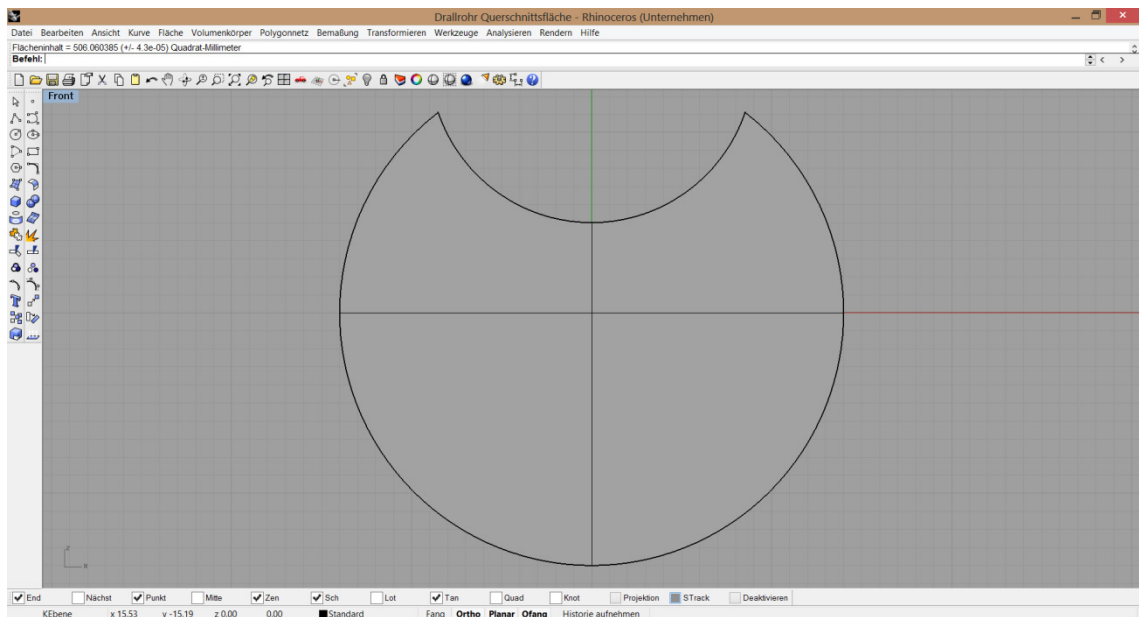 Drallrohr Querschnittsfläche - Rhinoceros (Unternehmen)
Datei Bearbeiten Ansicht Kurve Fläche Volumenkörper Polygonnetz Bemaßung Transformieren Werkzeuge Analysieren Rendern Hilfe
Flächeninhalt = 506.060385 (+/- 4.3e-05) Quadrat-Millimeter
Befehl:
Front
z
x
End Nächst Punkt Mitte Zen Sch Lot Tan Quad Knot Projektion STrack Deaktivieren
KEbene x 15.53 y -15.19 z 0.00 0.00 Standard Fang Ortho Planar Ofang Historie aufnehmen